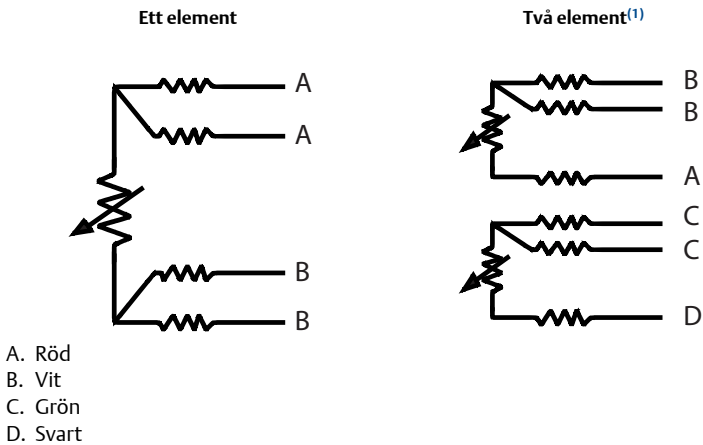 Ett element
Två element(1)
A
A
B
B
B
B
A
C
C
D
A. Röd
B. Vit
C. Grön
D. Svart